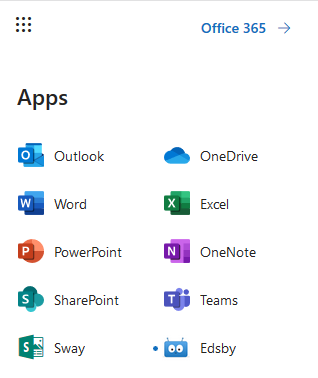 Office 365 →
Apps
Outlook
OneDrive
Word
Excel
PowerPoint
OneNote
SharePoint
Teams
Sway
Edsby